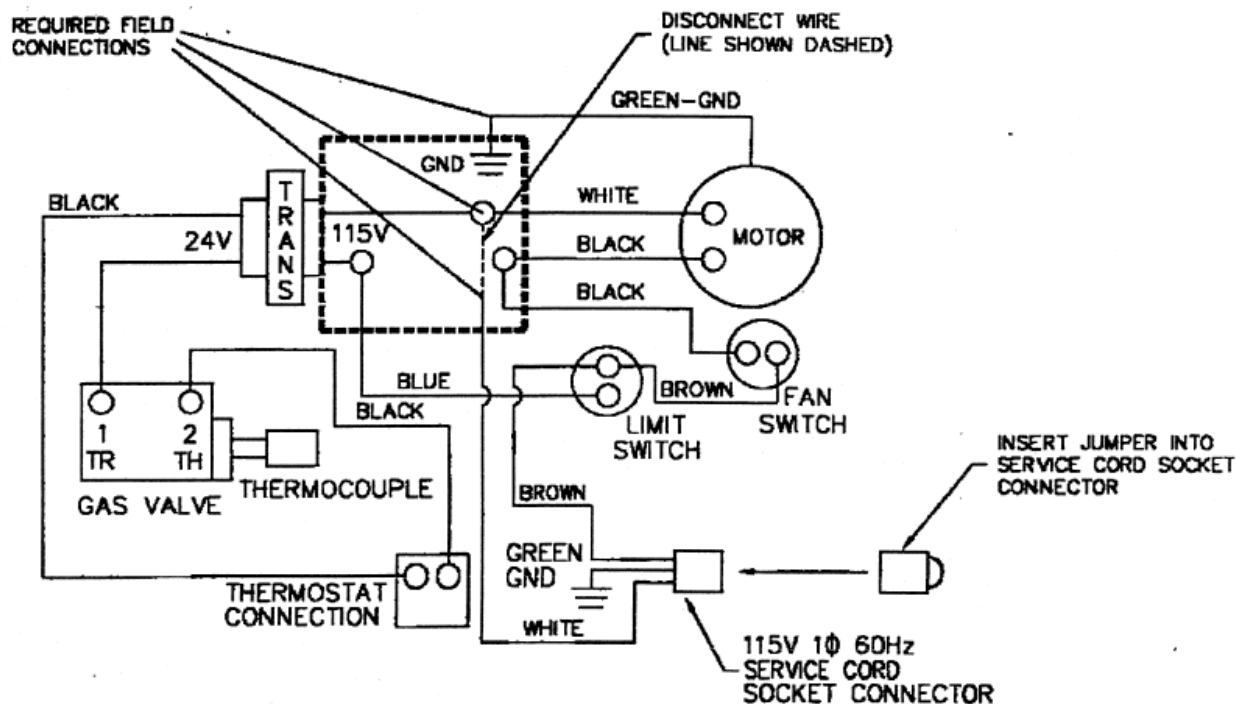 REQUIRED FIELD
CONNECTIONS
DISCONNECT WIRE
(LINE SHOWN DASHED)
GREEN-GND
GND
BLACK
TRANS
24V
115V
WHITE
BLACK
MOTOR
BLACK
BLUE
BLACK
BROWN
LIMIT
SWITCH
FAN
SWITCH
1
TR
2
TH
GAS VALVE
THERMOCOUPLE
BROWN
INSERT JUMPER INTO
SERVICE CORD SOCKET
CONNECTOR
GREEN
GND
THERMOSTAT
CONNECTION
WHITE
115V 1Φ 60Hz
SERVICE CORD
SOCKET CONNECTOR